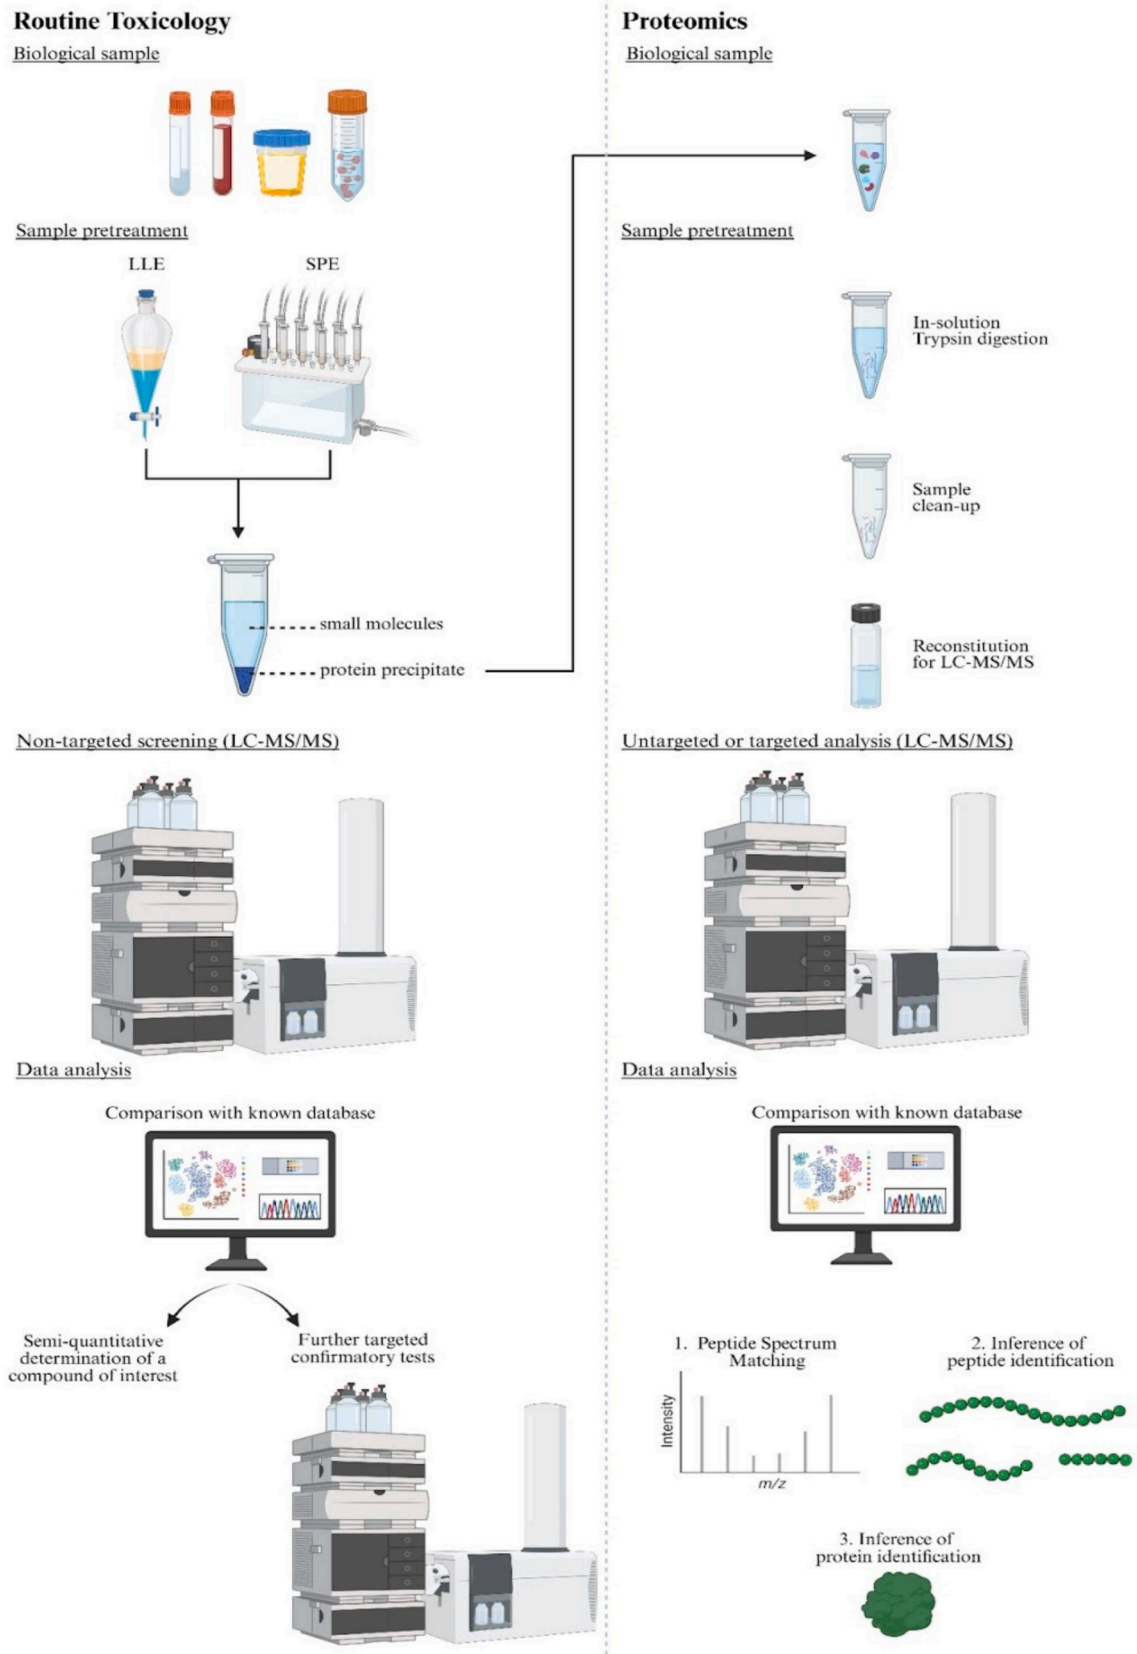 Routine Toxicology
Biological sample
Sample pretreatment
LLE
SPE
small molecules
protein precipitate
Non-targeted screening (LC-MS/MS)
Data analysis
Comparison with known database
Semi-quantitative
determination of a
compound of interest
Further targeted
confirmatory tests
Proteomics
Biological sample
Sample pretreatment
In-solution
Trypsin digestion
Sample
clean-up
Reconstitution
for LC-MS/MS
Untargeted or targeted analysis (LC-MS/MS)
Data analysis
Comparison with known database
1. Peptide Spectrum
Matching
Intensity
m/z
2. Inference of
peptide identification
3. Inference of
protein identification